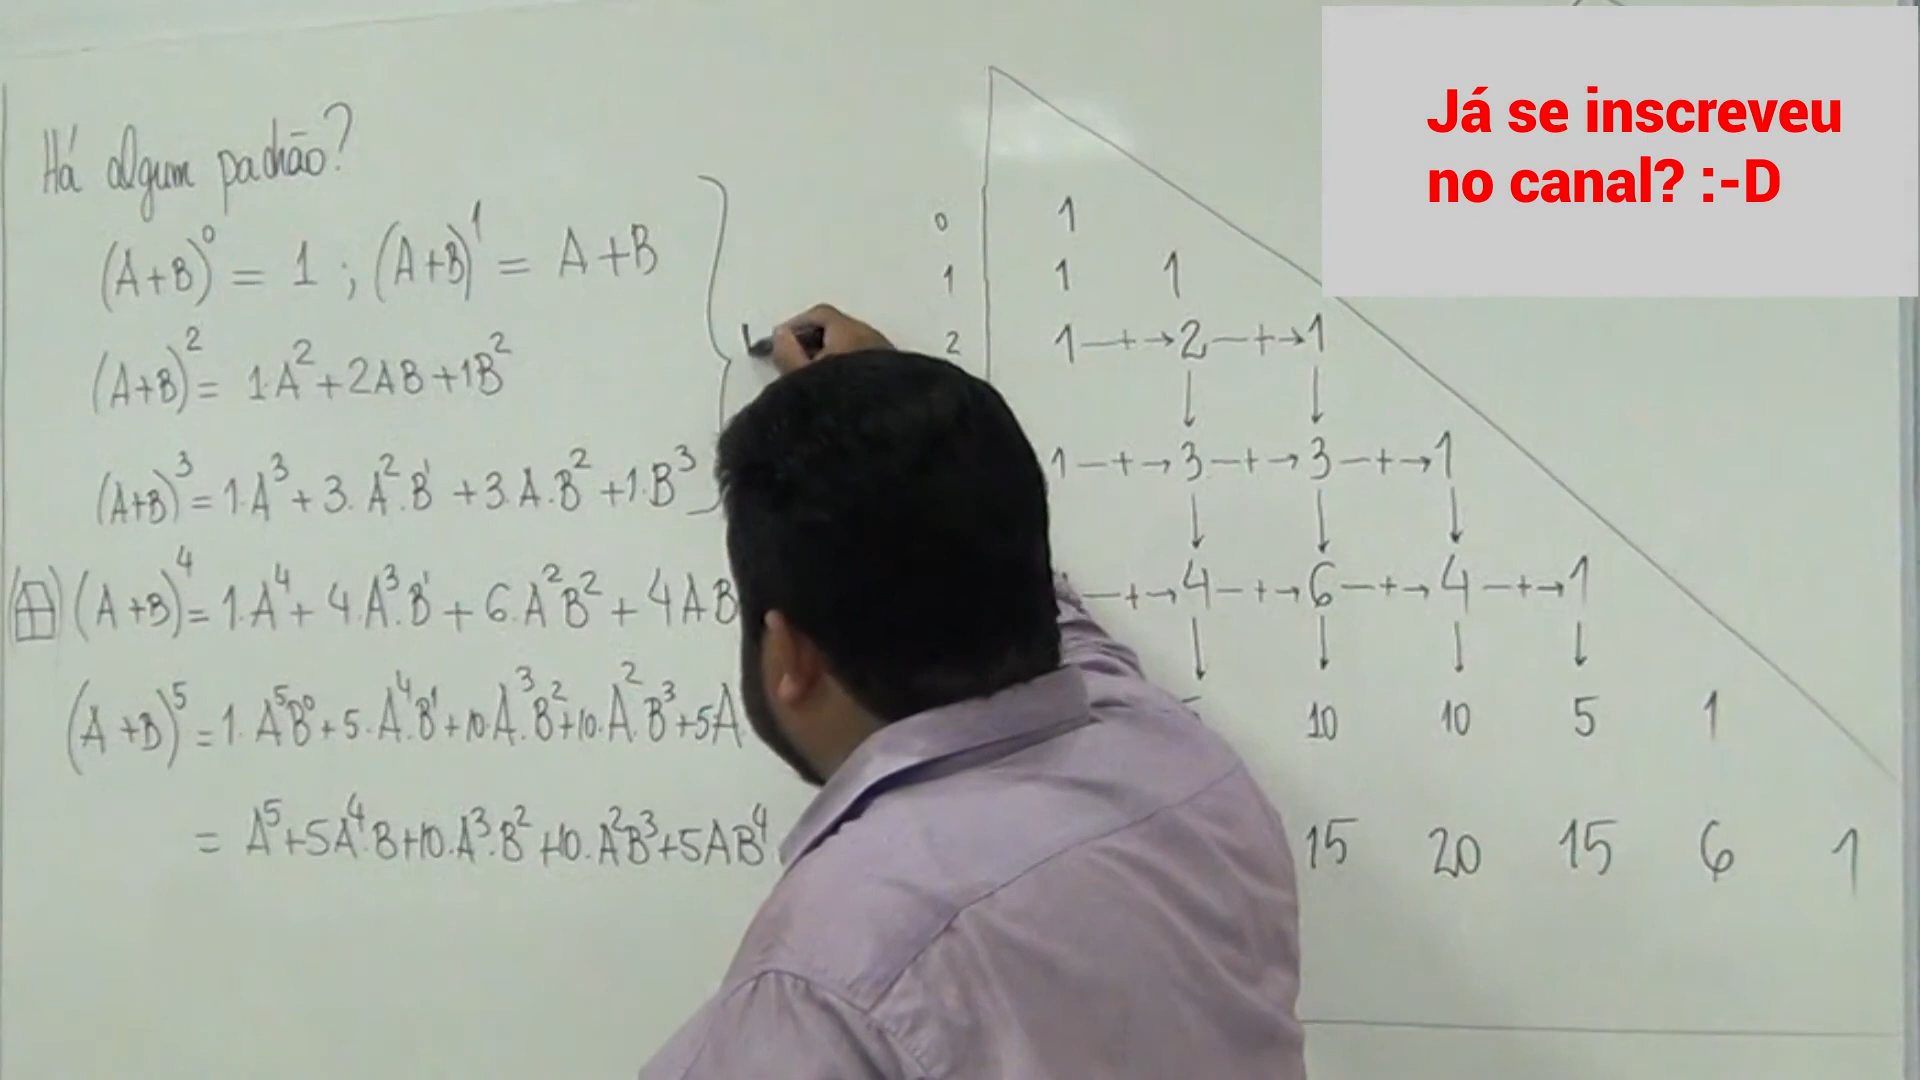 Há algum padrão?
(A+B)⁰ = 1 ; (A+B)¹ = A+B
(A+B)² = 1·A² + 2AB + 1B²
(A+B)³ = 1·A³ + 3·A²·B¹ + 3·A·B² + 1·B³
(A+B)⁴ = 1·A⁴ + 4·A³·B¹ + 6·A²B² + 4AB
(A+B)⁵ = 1·A⁵B⁰ + 5·A⁴·B¹ + 10·A³·B² + 10·A²·B³ + 5A
= A⁵ + 5A⁴·B + 10·A³·B² + 10·A²B³ + 5AB⁴
Já se inscreveu
no canal? :-D
0 1
1 1 1
2 1—+→2—+→1
1—+→3—+→3—+→1
—+→4—+→6—+→4—+→1
10 10 5 1
15 20 15 6 1